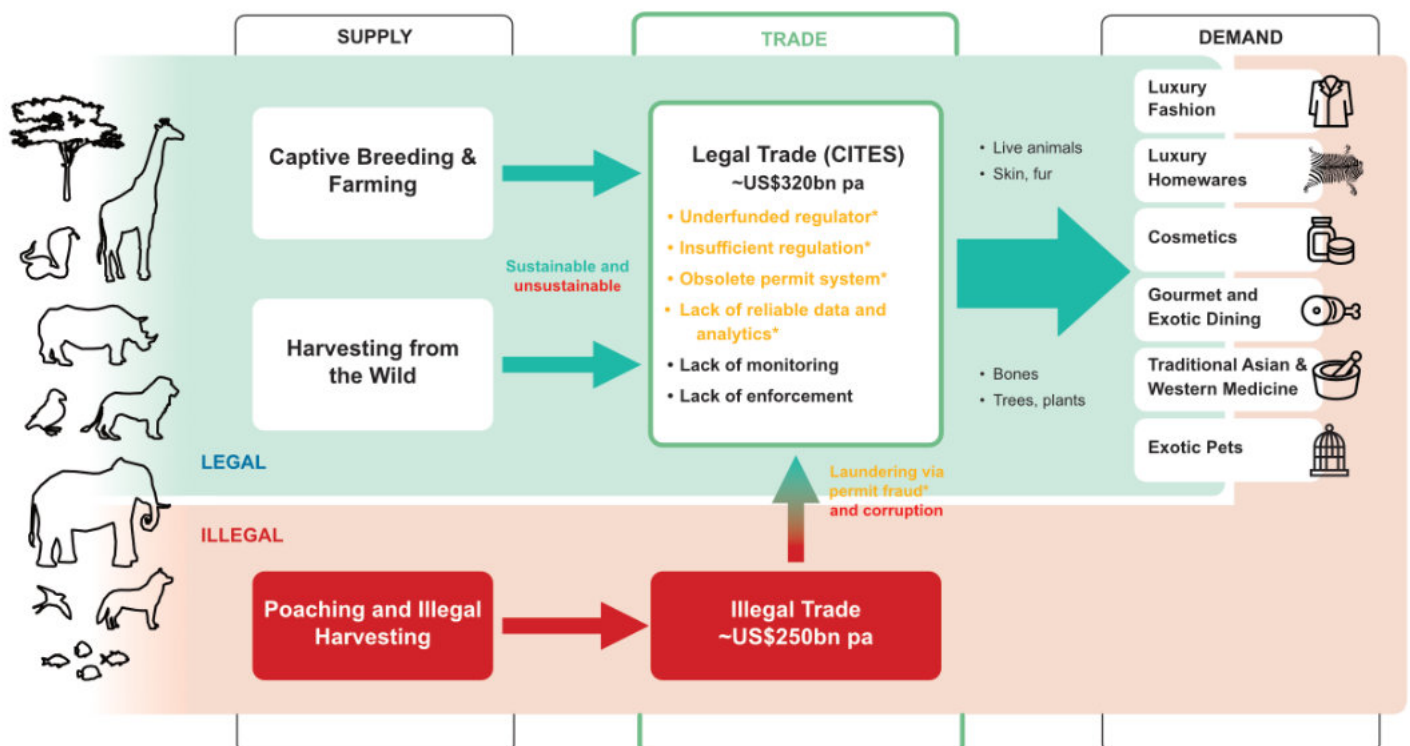 SUPPLY
TRADE
DEMAND
Captive Breeding &
Farming
Harvesting from
the Wild
Sustainable and
unsustainable
Legal Trade (CITES)
~US$320bn pa
• Underfunded regulator*
• Insufficient regulation*
• Obsolete permit system*
• Lack of reliable data and
analytics*
• Lack of monitoring
• Lack of enforcement
• Live animals
• Skin, fur
• Bones
• Trees, plants
Luxury
Fashion
Luxury
Homewares
Cosmetics
Gourmet and
Exotic Dining
Traditional Asian &
Western Medicine
Exotic Pets
LEGAL
Laundering via
permit fraud*
and corruption
ILLEGAL
Poaching and Illegal
Harvesting
Illegal Trade
~US$250bn pa